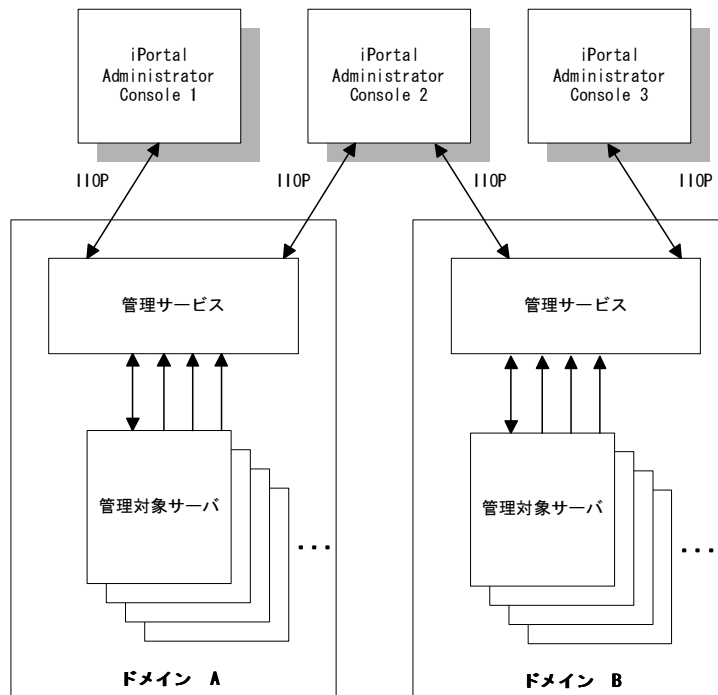 iPortal
Administrator
Console 1
iPortal
Administrator
Console 2
iPortal
Administrator
Console 3
IIOP
IIOP
IIOP
IIOP
管理サービス
管理サービス
管理対象サーバ
...
管理対象サーバ
...
ドメイン A
ドメイン B